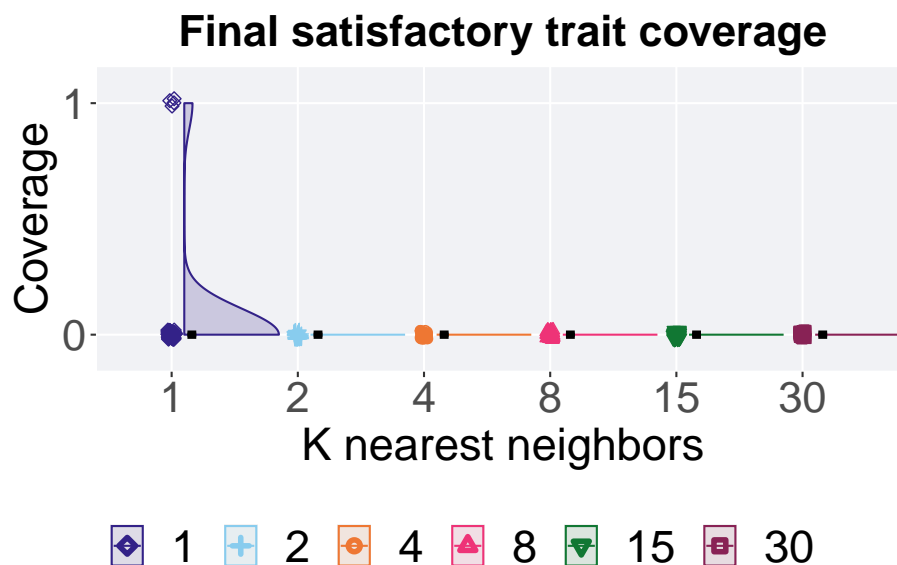 Final satisfactory trait coverage
Coverage
1
0
1 2 4 8 15 30
K nearest neighbors
1 2 4 8 15 30